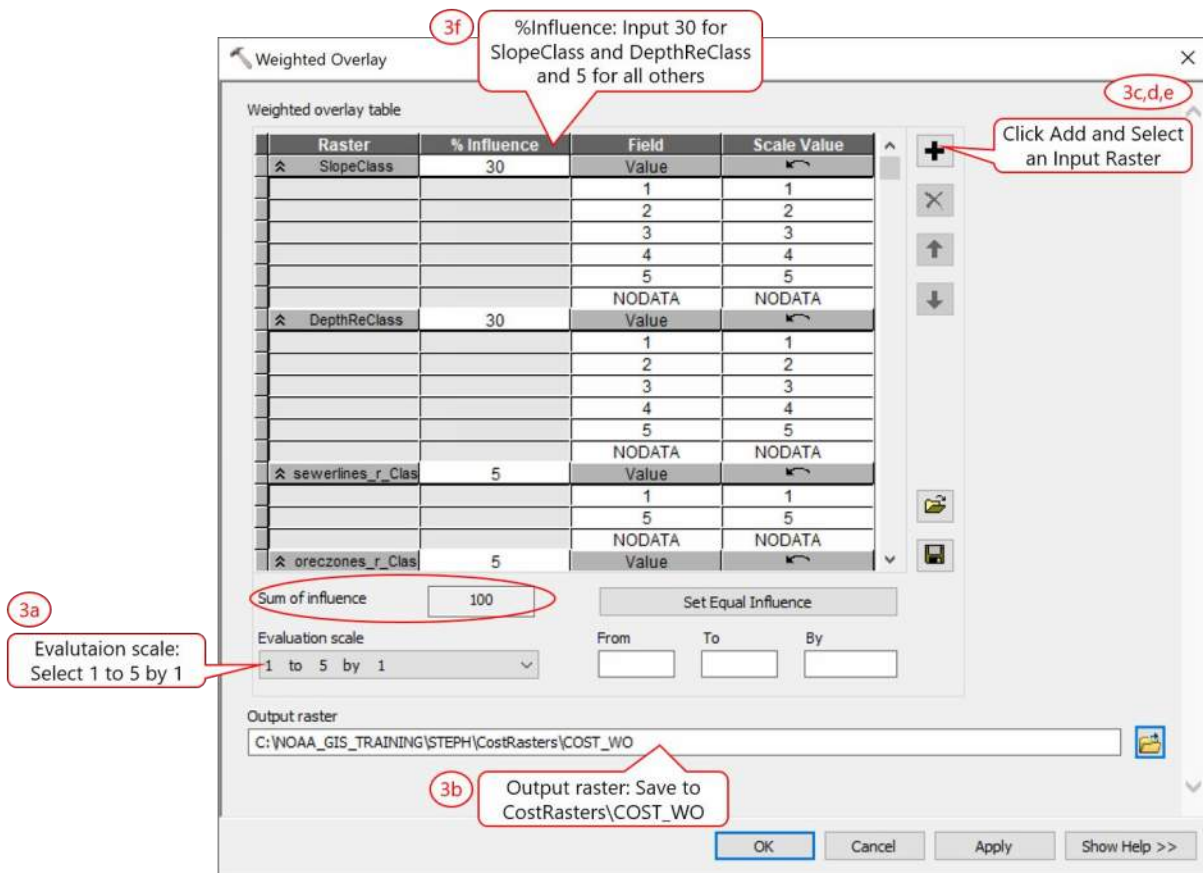 3f
%Influence: Input 30 for
SlopeClass and DepthReClass
and 5 for all others
Weighted Overlay
3c,d,e
Click Add and Select
an Input Raster
Weighted overlay table
Raster % Influence Field Scale Value
SlopeClass 30 Value
1 1
2 2
3 3
4 4
5 5
NODATA NODATA
DepthReClass 30 Value
1 1
2 2
3 3
4 4
5 5
NODATA NODATA
sewerlines_r_Clas 5 Value
1 1
5 5
NODATA NODATA
oreczones_r_Clas 5 Value
Sum of influence 100 Set Equal Influence
3a
Evalutaion scale:
Select 1 to 5 by 1
Evaluation scale From To By
1 to 5 by 1
Output raster
C:\NOAA_GIS_TRAINING\STEPH\CostRasters\COST_WO
3b
Output raster: Save to
CostRasters\COST_WO
OK Cancel Apply Show Help >>